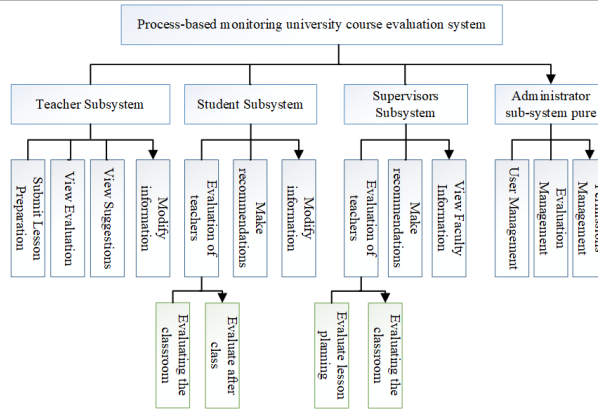 Process-based monitoring university course evaluation system
Teacher Subsystem
Student Subsystem
Supervisors
Subsystem
Administrator
sub-system pure
Submit Lesson
Preparation
View Evaluation
View Suggestions
Modify
information
Evaluation of
teachers
Make
recommendations
Modify
information
Evaluation of
teachers
Make
recommendations
View Faculty
Information
User Management
Evaluation
Management
Management
Evaluating the
classroom
Evaluate after
class
Evaluate lesson
planning
Evaluating the
classroom